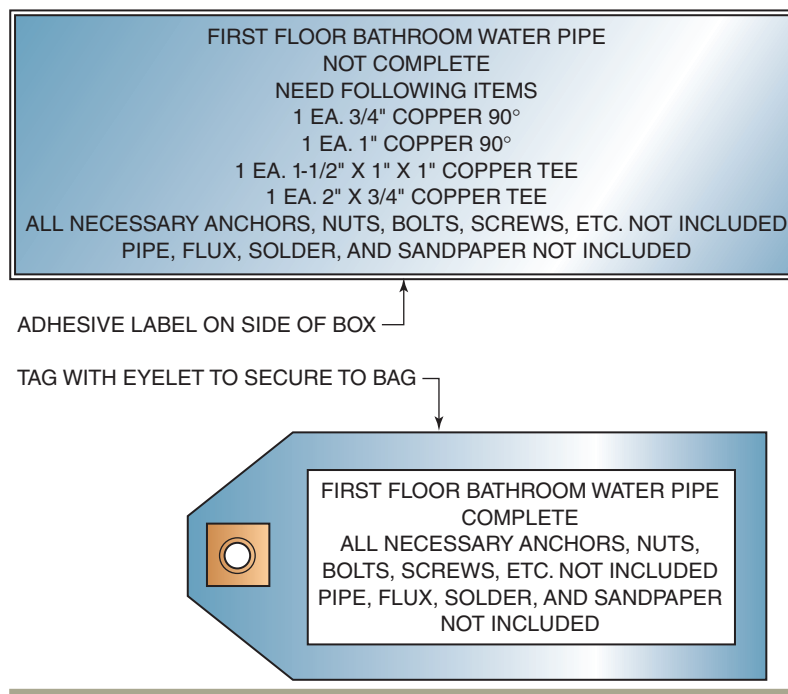 FIRST FLOOR BATHROOM WATER PIPE
NOT COMPLETE
NEED FOLLOWING ITEMS
1 EA. 3/4" COPPER 90°
1 EA. 1" COPPER 90°
1 EA. 1-1/2" X 1" X 1" COPPER TEE
1 EA. 2" X 3/4" COPPER TEE
ALL NECESSARY ANCHORS, NUTS, BOLTS, SCREWS, ETC. NOT INCLUDED
PIPE, FLUX, SOLDER, AND SANDPAPER NOT INCLUDED
ADHESIVE LABEL ON SIDE OF BOX
TAG WITH EYELET TO SECURE TO BAG
FIRST FLOOR BATHROOM WATER PIPE
COMPLETE
ALL NECESSARY ANCHORS, NUTS,
BOLTS, SCREWS, ETC. NOT INCLUDED
PIPE, FLUX, SOLDER, AND SANDPAPER
NOT INCLUDED